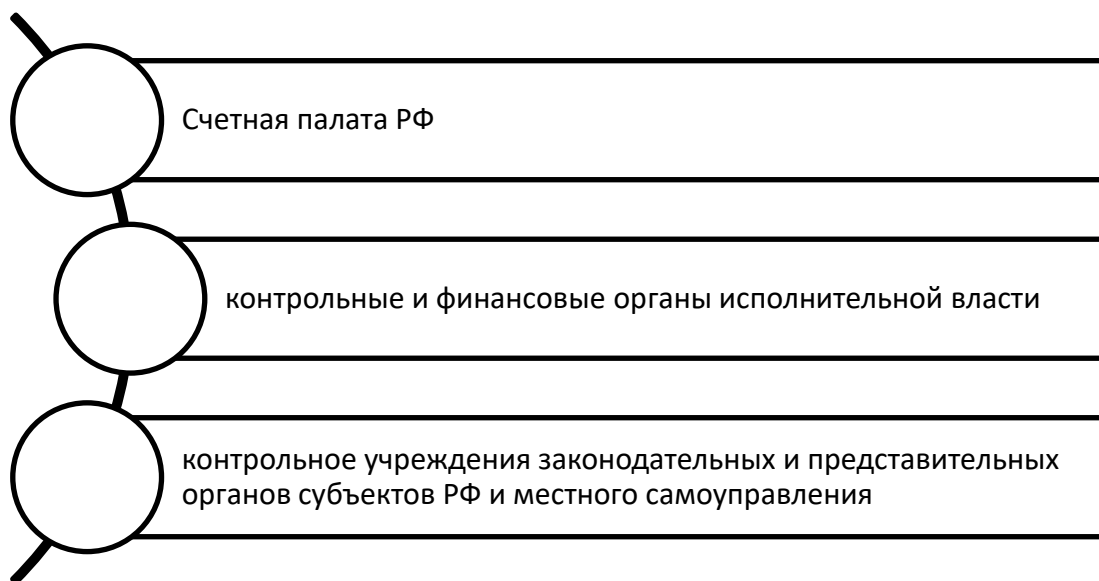 Счетная палата РФ
контрольные и финансовые органы исполнительной власти
контрольное учреждения законодательных и представительных
органов субъектов РФ и местного самоуправления